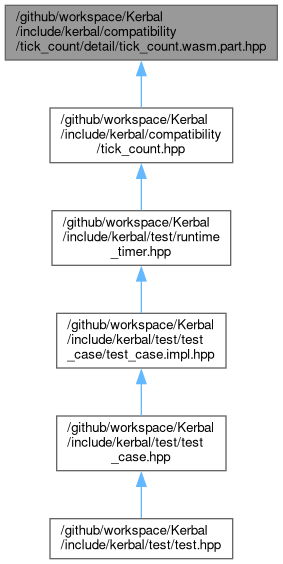 /github/workspace/Kerbal
/include/kerbal/compatibility
/tick_count/detail/tick_count.wasm.part.hpp
/github/workspace/Kerbal
/include/kerbal/compatibility
/tick_count.hpp
/github/workspace/Kerbal
/include/kerbal/test/runtime
_timer.hpp
/github/workspace/Kerbal
/include/kerbal/test/test
_case/test_case.impl.hpp
/github/workspace/Kerbal
/include/kerbal/test/test
_case.hpp
/github/workspace/Kerbal
/include/kerbal/test/test.hpp